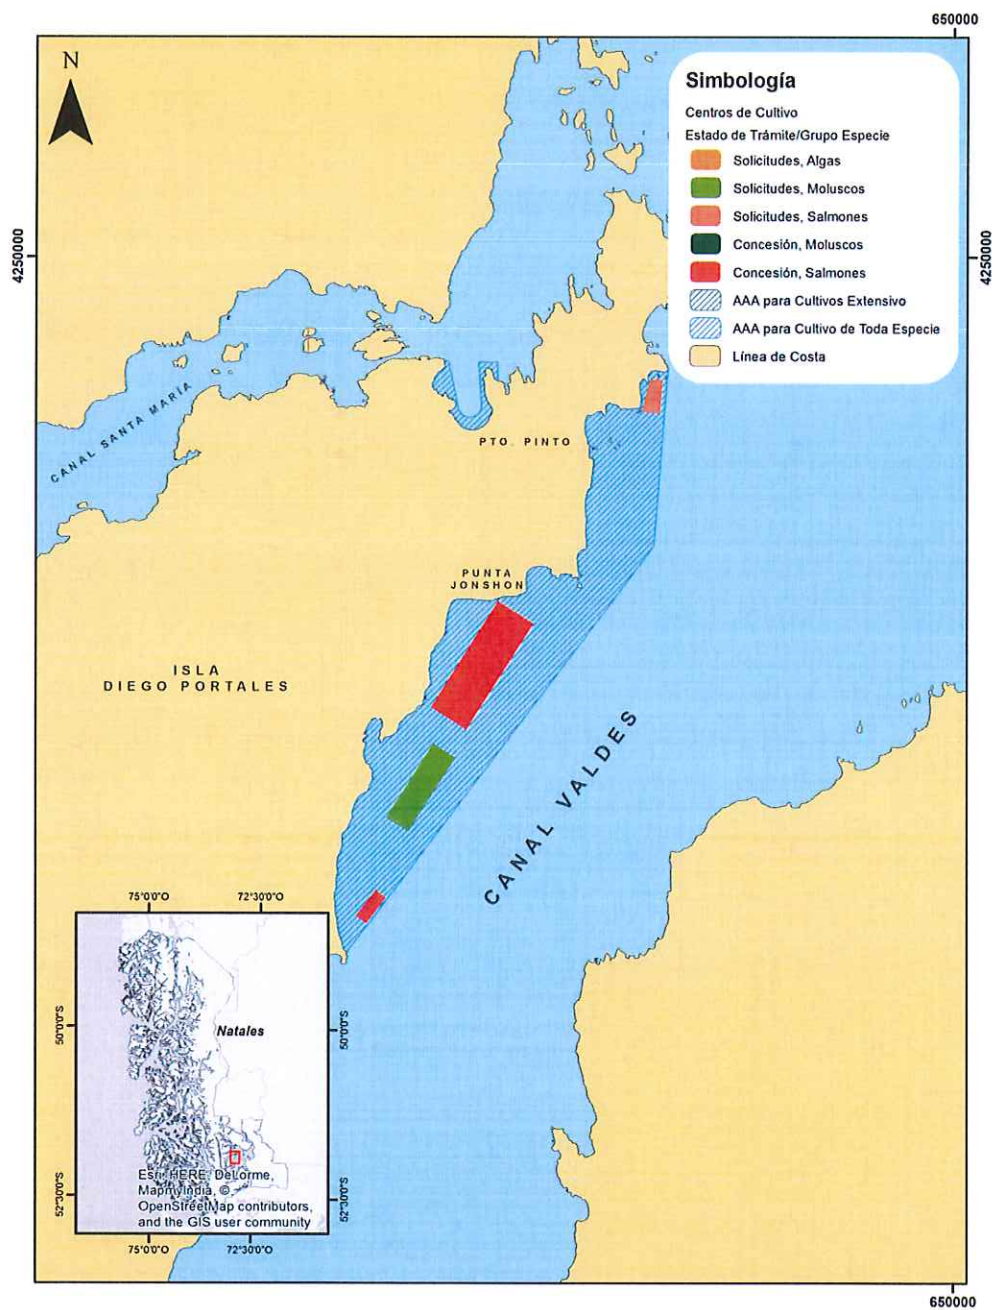 650000
N
Simbología
Centros de Cultivo
Estado de Trámite/Grupo Especie
Solicitudes, Algas
Solicitudes, Moluscos
Solicitudes, Salmones
Concesión, Moluscos
Concesión, Salmones
AAA para Cultivos Extensivo
AAA para Cultivo de Toda Especie
Línea de Costa
4250000
4250000
CANAL SANTA MARÍA
PTO. PINTO
PUNTA
JONSHON
ISLA
DIEGO PORTALES
CANAL VALDES
75°0'0"O
72°30'0"O
50°0'0"S
50°0'0"S
Natales
52°30'0"S
52°30'0"S
Esri, HERE, DeLorme,
MapmyIndia, ©
OpenStreetMap contributors,
and the GIS user community
75°0'0"O
72°30'0"O
650000